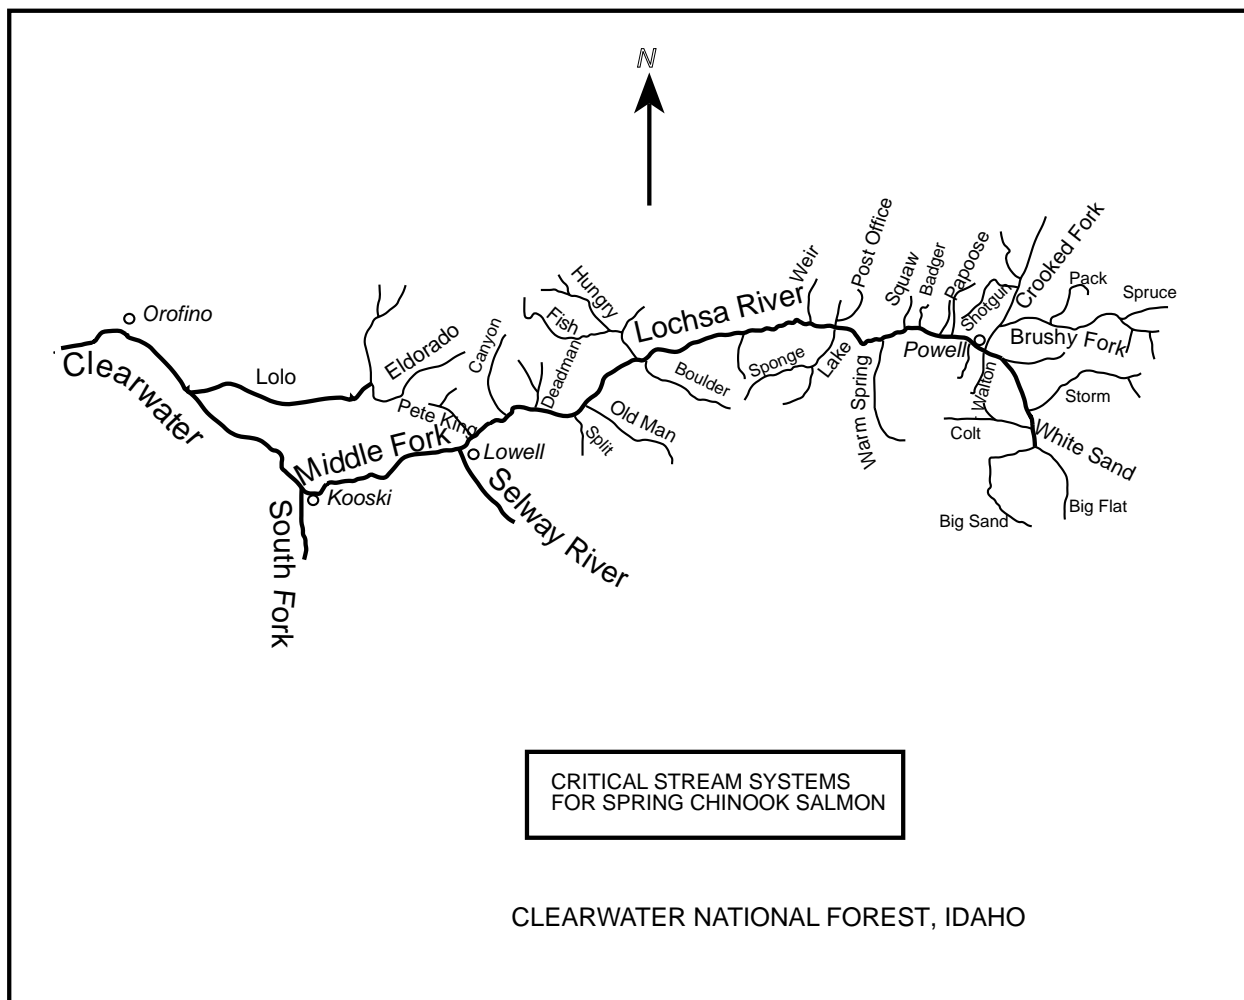 N
Orofino
Clearwater
Lolo
Eldorado
Pete King
Canyon
Middle Fork
Kooski
South Fork
Lowell
Selway River
Deadman
Fish
Hungry
Split
Old Man
Boulder
Lochsa River
Sponge
Weir
Lake
Post Office
Warm Spring
Squaw
Badger
Papoose
Powell
Shotgun
Crooked Fork
Pack
Spruce
Brushy Fork
Walton
Storm
Colt
White Sand
Big Sand
Big Flat
CRITICAL STREAM SYSTEMS
FOR SPRING CHINOOK SALMON
CLEARWATER NATIONAL FOREST, IDAHO